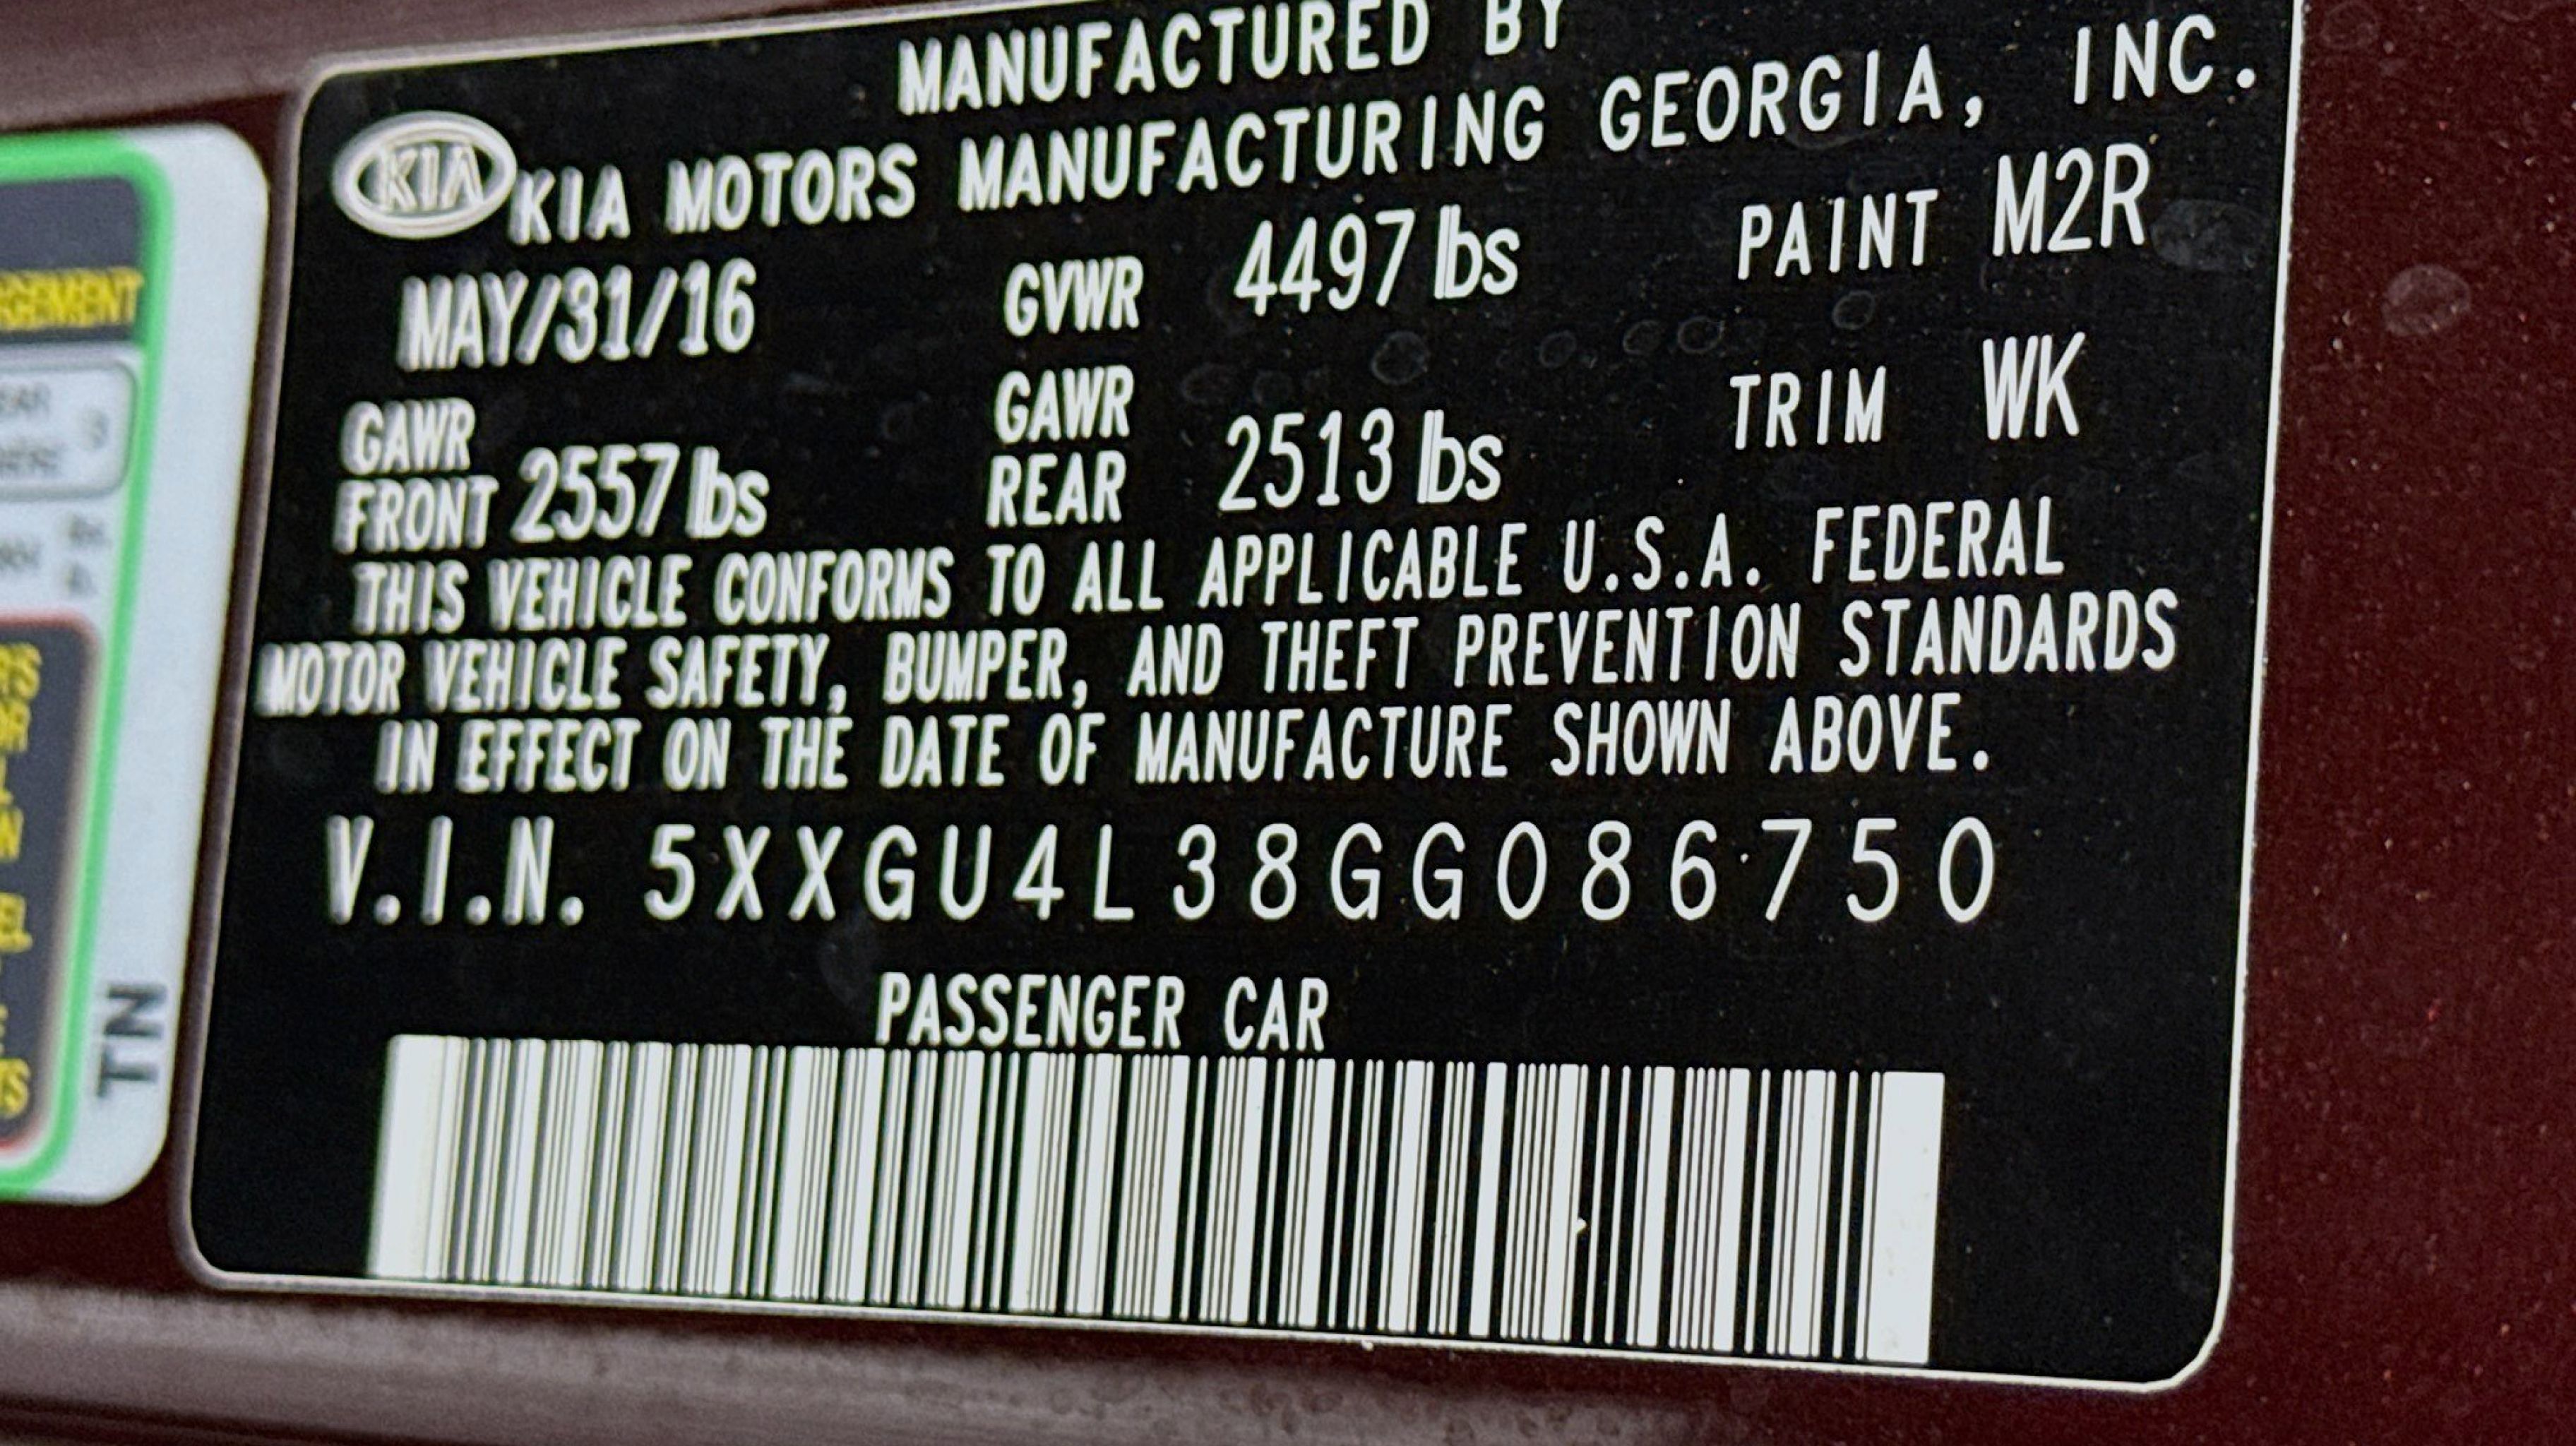 MANUFACTURED BY
KIA KIA MOTORS MANUFACTURING GEORGIA, INC.
MAY/31/16 GVWR 4497 lbs PAINT M2R
GAWR FRONT 2557 lbs GAWR REAR 2513 lbs TRIM WK
THIS VEHICLE CONFORMS TO ALL APPLICABLE U.S.A. FEDERAL
MOTOR VEHICLE SAFETY, BUMPER, AND THEFT PREVENTION STANDARDS
IN EFFECT ON THE DATE OF MANUFACTURE SHOWN ABOVE.
V.I.N. 5XXGU4L38GG086750
PASSENGER CAR
TN